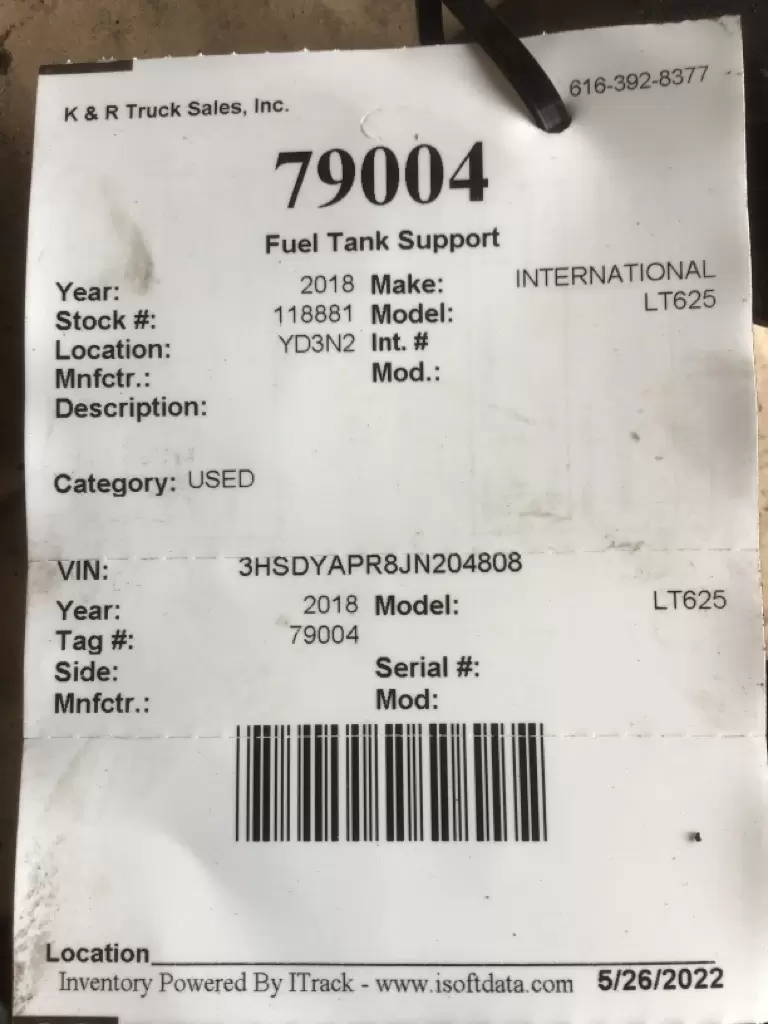 K & R Truck Sales, Inc. 616-392-8377
79004
Fuel Tank Support
Year: 2018 Make: INTERNATIONAL
Stock #: 118881 Model: LT625
Location: YD3N2 Int. #
Mnfctr.: Mod.:
Description:
Category: USED
VIN: 3HSDYAPR8JN204808
Year: 2018 Model: LT625
Tag #: 79004
Side: Serial #:
Mnfctr.: Mod:
Location
Inventory Powered By ITrack - www.isoftdata.com 5/26/2022